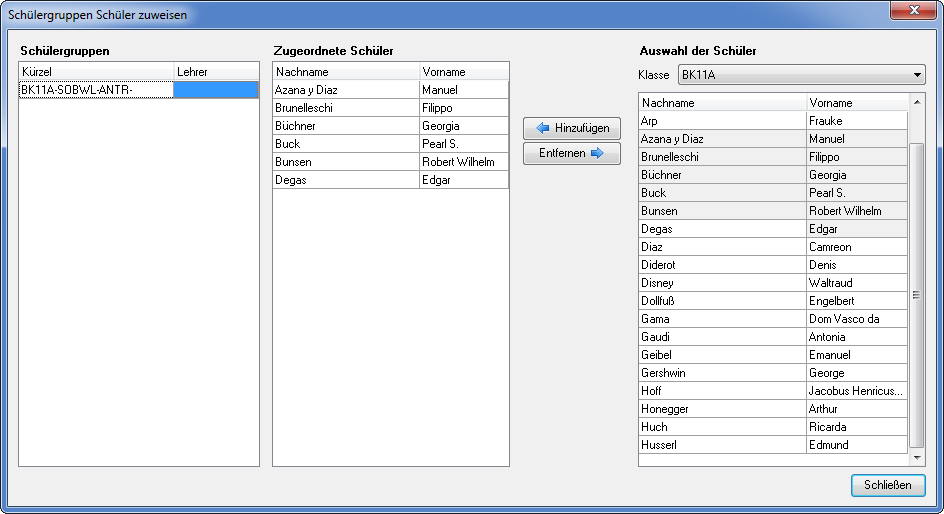 Schülergruppen Schüler zuweisen
Schülergruppen
Kürzel Lehrer
BK11A-SOBWL-ANTR-
Zugeordnete Schüler
Nachname Vorname
Azana y Diaz Manuel
Brunelleschi Filippo
Büchner Georgia
Buck Pearl S.
Bunsen Robert Wilhelm
Degas Edgar
Hinzufügen
Entfernen
Auswahl der Schüler
Klasse BK11A
Nachname Vorname
Arp Frauke
Azana y Diaz Manuel
Brunelleschi Filippo
Büchner Georgia
Buck Pearl S.
Bunsen Robert Wilhelm
Degas Edgar
Diaz Camreon
Diderot Denis
Disney Waltraud
Dollfuß Engelbert
Gama Dom Vasco da
Gaudi Antonia
Geibel Emanuel
Gershwin George
Hoff Jacobus Henricus...
Honegger Arthur
Huch Ricarda
Husserl Edmund
Schließen